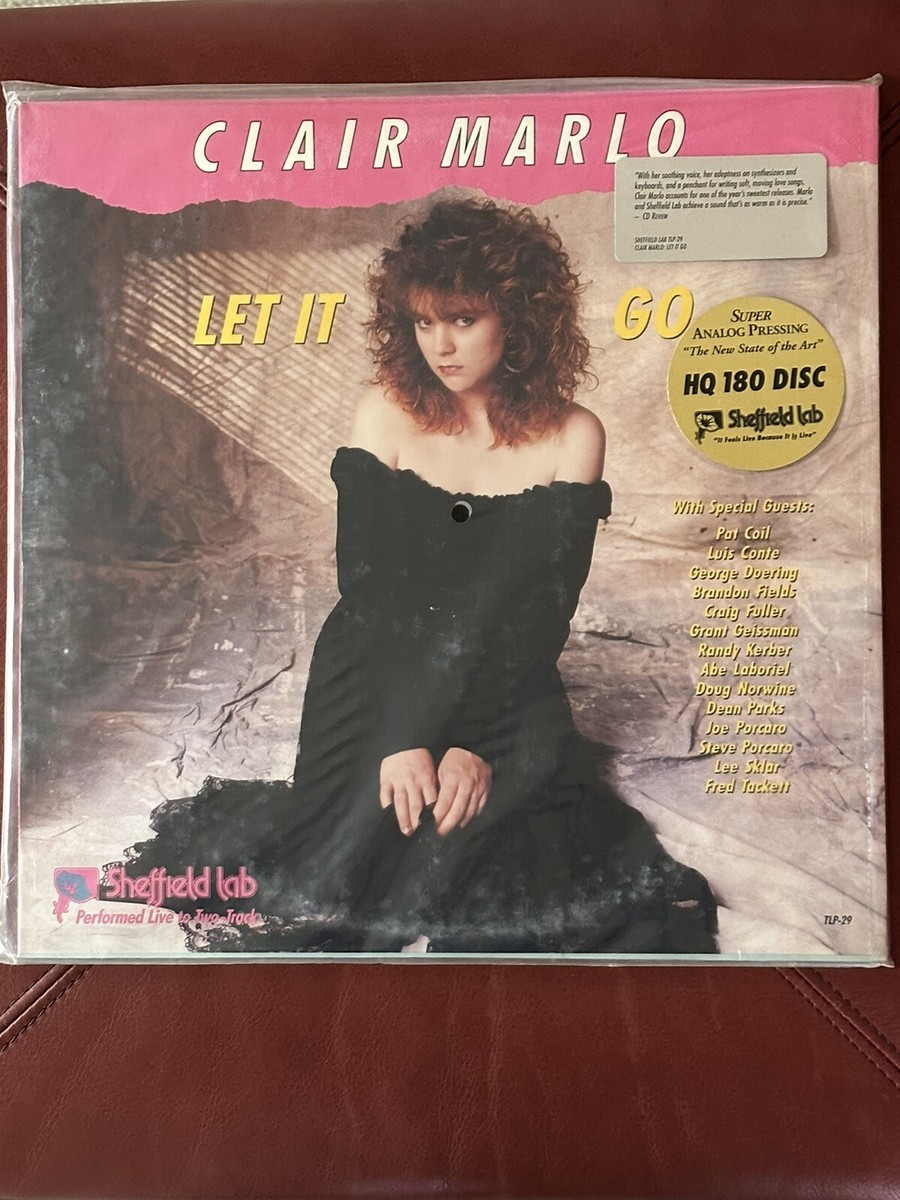 CLAIR MARLO
"With her soothing voice, her adeptness on synthesizers and
keyboards, and a penchant for writing soft, moving love songs,
Clair Marlo accounts for one of the year's sweetest releases. Marlo
and Sheffield Lab achieve a sound that's as warm as it is precise."
— CD REVIEW
SHEFFIELD LAB TLP-29
CLAIR MARLO: LET IT GO
LET IT GO
SUPER
ANALOG PRESSING
"The New State of the Art"
HQ 180 DISC
Sheffield Lab
"It Feels Live Because It Is Live"
With Special Guests:
Pat Coil
Luis Conte
George Doering
Brandon Fields
Craig Fuller
Grant Geissman
Randy Kerber
Abe Laboriel
Doug Norwine
Dean Parks
Joe Porcaro
Steve Porcaro
Lee Sklar
Fred Tackett
Sheffield Lab
Performed Live to Two-Track
TLP-29